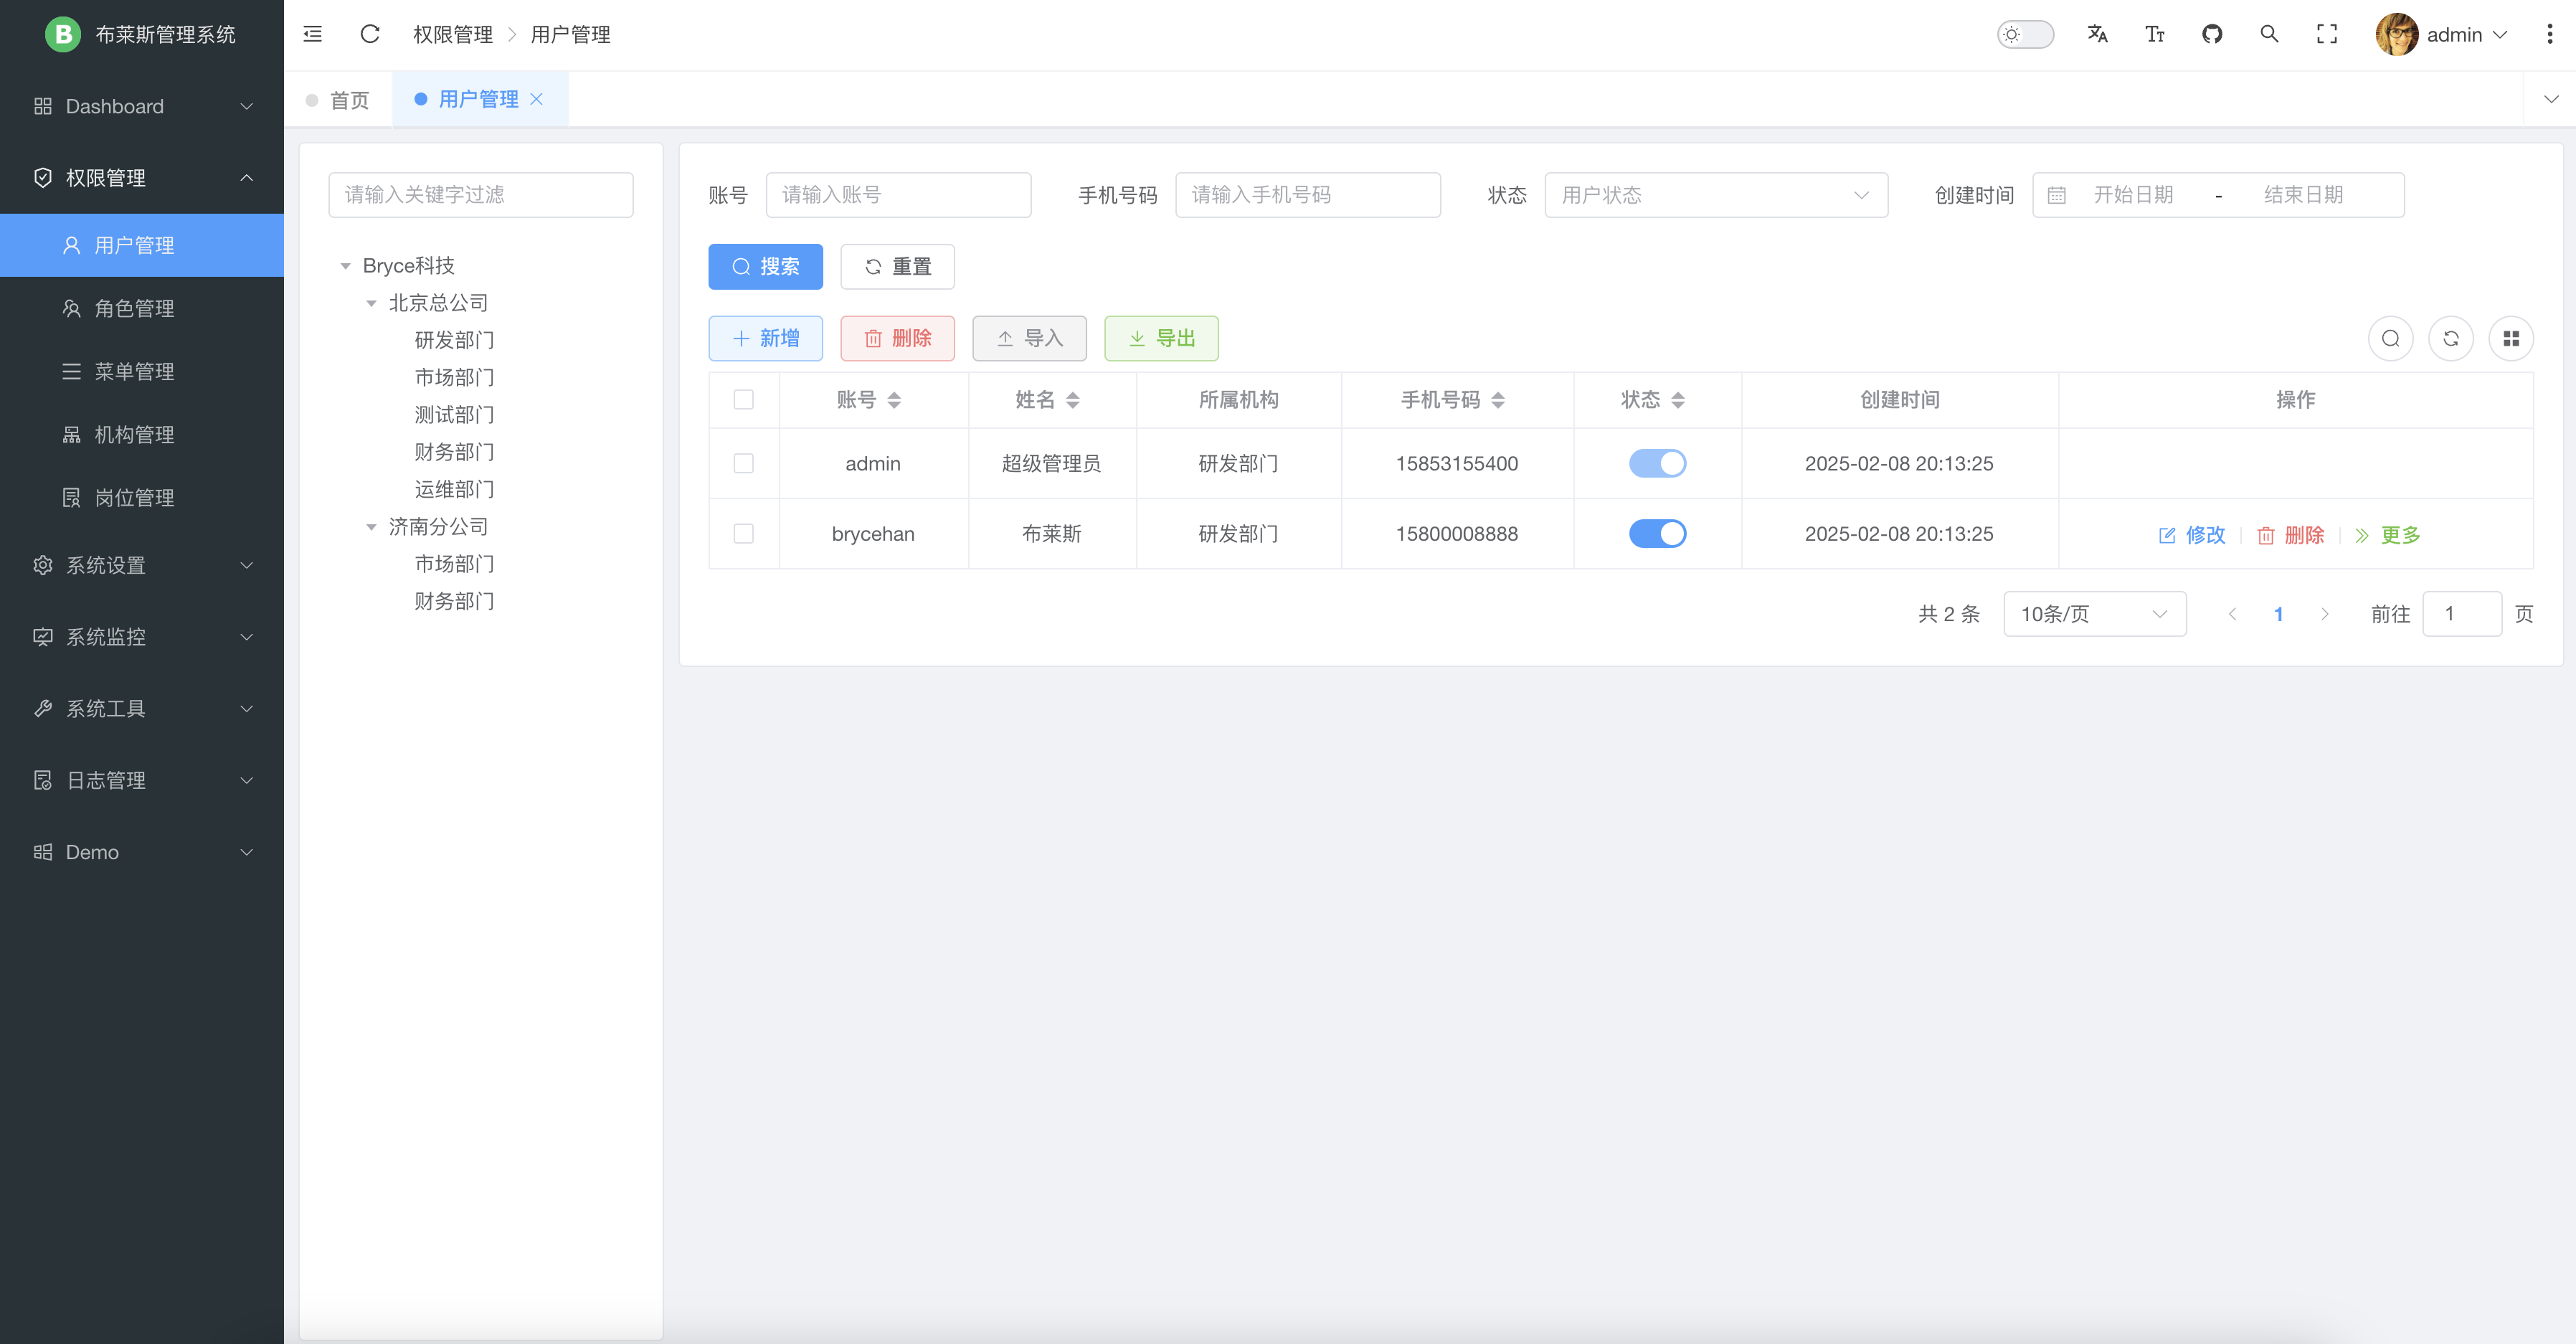 B 布莱斯管理系统
Dashboard
权限管理
用户管理
角色管理
菜单管理
机构管理
岗位管理
系统设置
系统监控
系统工具
日志管理
Demo
权限管理 > 用户管理
admin
首页
用户管理
请输入关键字过滤
Bryce科技
北京总公司
研发部门
市场部门
测试部门
财务部门
运维部门
济南分公司
市场部门
财务部门
账号 请输入账号 手机号码 请输入手机号码 状态 用户状态 创建时间 开始日期 - 结束日期
搜索 重置
新增 删除 导入 导出
账号 姓名 所属机构 手机号码 状态 创建时间 操作
admin 超级管理员 研发部门 15853155400 2025-02-08 20:13:25
brycehan 布莱斯 研发部门 15800008888 2025-02-08 20:13:25 修改 删除 更多
共 2 条 10条/页 1 前往 1 页